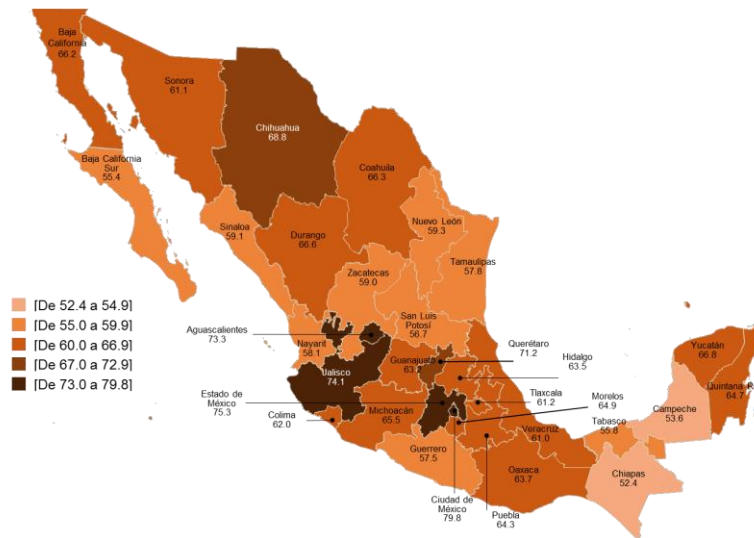 Baja
California
66.2
Sonora
61.1
Chihuahua
68.8
Coahuila
66.3
Baja California
Sur
55.4
Sinaloa
59.1
Durango
66.6
Nuevo León
59.3
Tamaulipas
57.8
Zacatecas
59.0
San Luis
Potosí
56.7
[De 52.4 a 54.9]
[De 55.0 a 59.9]
[De 60.0 a 66.9]
[De 67.0 a 72.9]
[De 73.0 a 79.8]
Aguascalientes
73.3
Nayarit
58.1
Jalisco
74.1
Guanajuato
63.2
Querétaro
71.2
Hidalgo
63.5
Estado de
México
75.3
Colima
62.0
Michoacán
65.5
Tlaxcala
61.2
Morelos
64.9
Veracruz
61.0
Guerrero
57.5
Ciudad de
México
79.8
Puebla
64.3
Oaxaca
63.7
Tabasco
55.8
Chiapas
52.4
Campeche
53.6
Yucatán
66.8
Quintana R
64.7